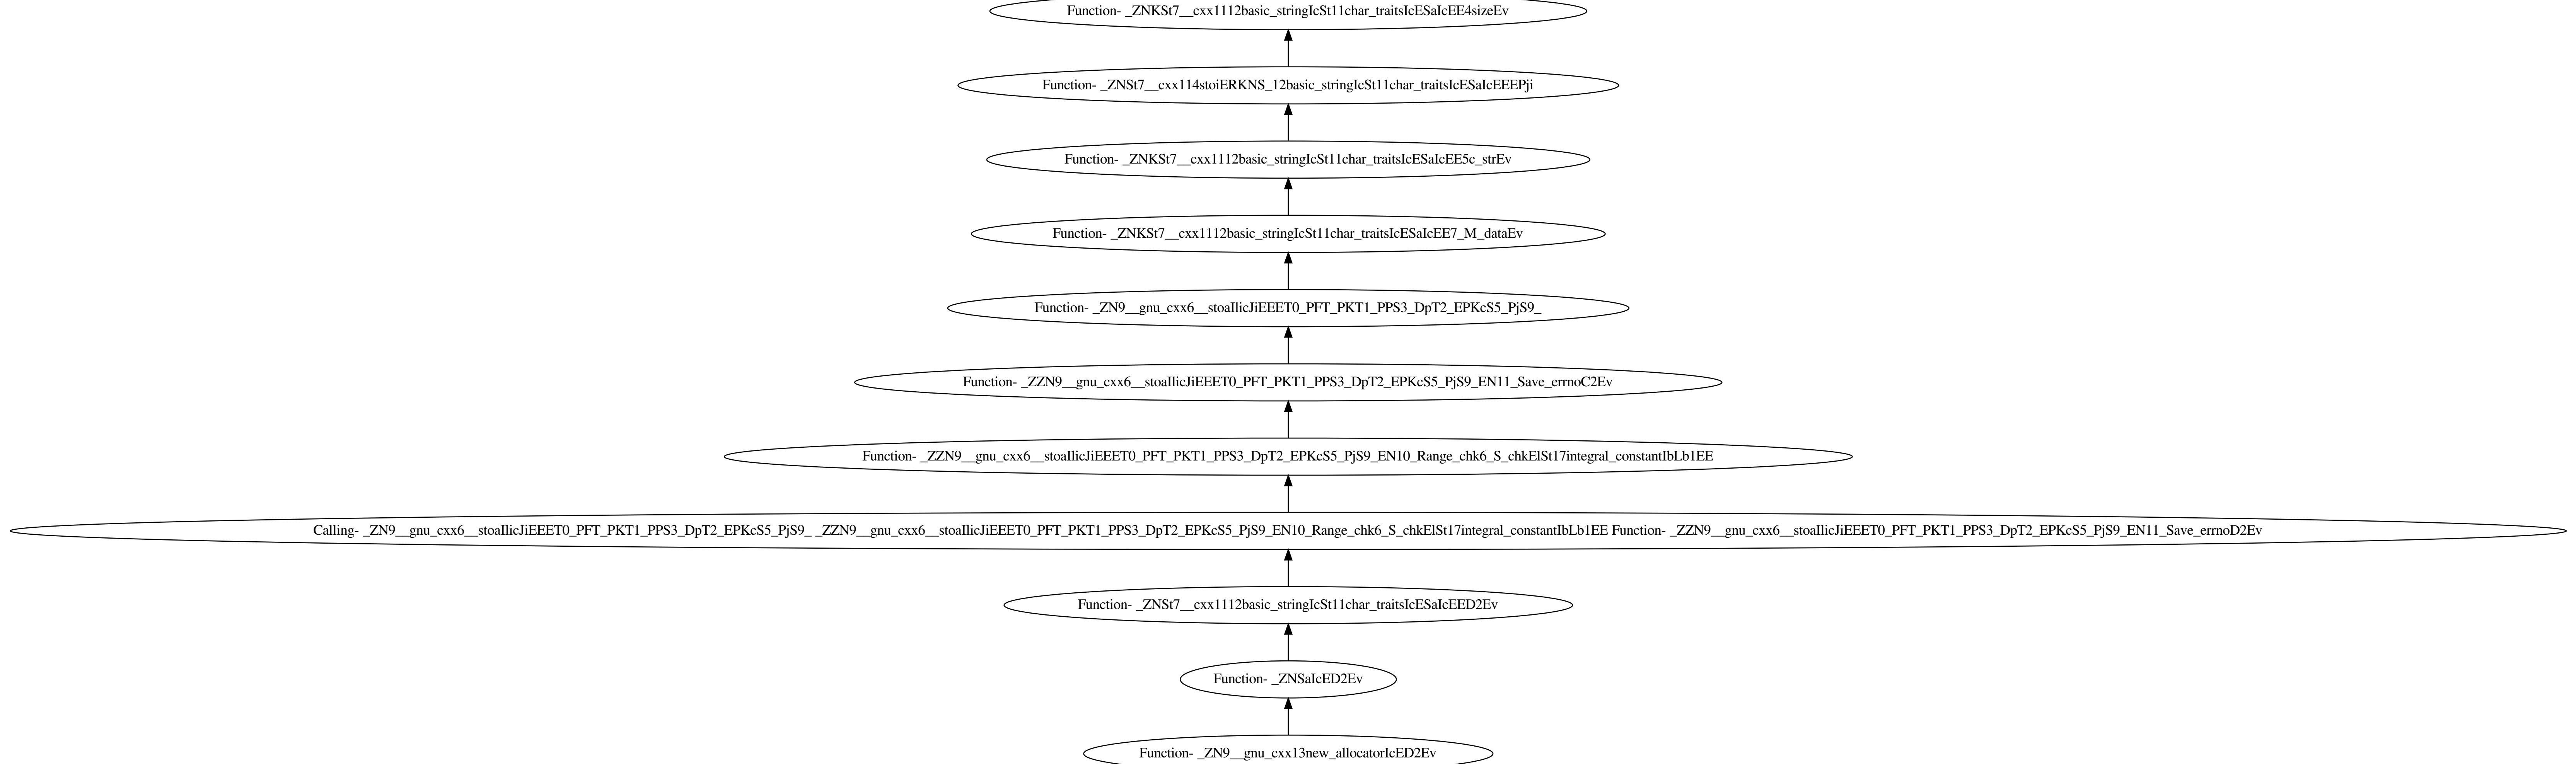 Function- _ZNKSt7__cxx1112basic_stringIcSt11char_traitsIcESaIcEE4sizeEv
Function- _ZNSt7__cxx114stoiERKNS_12basic_stringIcSt11char_traitsIcESaIcEEEPji
Function- _ZNKSt7__cxx1112basic_stringIcSt11char_traitsIcESaIcEE5c_strEv
Function- _ZNKSt7__cxx1112basic_stringIcSt11char_traitsIcESaIcEE7_M_dataEv
Function- _ZN9__gnu_cxx6__stoaIlicJiEEET0_PFT_PKT1_PPS3_DpT2_EPKcS5_PjS9_
Function- _ZZN9__gnu_cxx6__stoaIlicJiEEET0_PFT_PKT1_PPS3_DpT2_EPKcS5_PjS9_EN11_Save_errnoC2Ev
Function- _ZZN9__gnu_cxx6__stoaIlicJiEEET0_PFT_PKT1_PPS3_DpT2_EPKcS5_PjS9_EN10_Range_chk6_S_chkElSt17integral_constantIbLb1EE
Calling- _ZN9__gnu_cxx6__stoaIlicJiEEET0_PFT_PKT1_PPS3_DpT2_EPKcS5_PjS9_ _ZZN9__gnu_cxx6__stoaIlicJiEEET0_PFT_PKT1_PPS3_DpT2_EPKcS5_PjS9_EN10_Range_chk6_S_chkElSt17integral_constantIbLb1EE Function- _ZZN9__gnu_cxx6__stoaIlicJiEEET0_PFT_PKT1_PPS3_DpT2_EPKcS5_PjS9_EN11_Save_errnoD2Ev
Function- _ZNSt7__cxx1112basic_stringIcSt11char_traitsIcESaIcEED2Ev
Function- _ZNSaIcED2Ev
Function- _ZN9__gnu_cxx13new_allocatorIcED2Ev